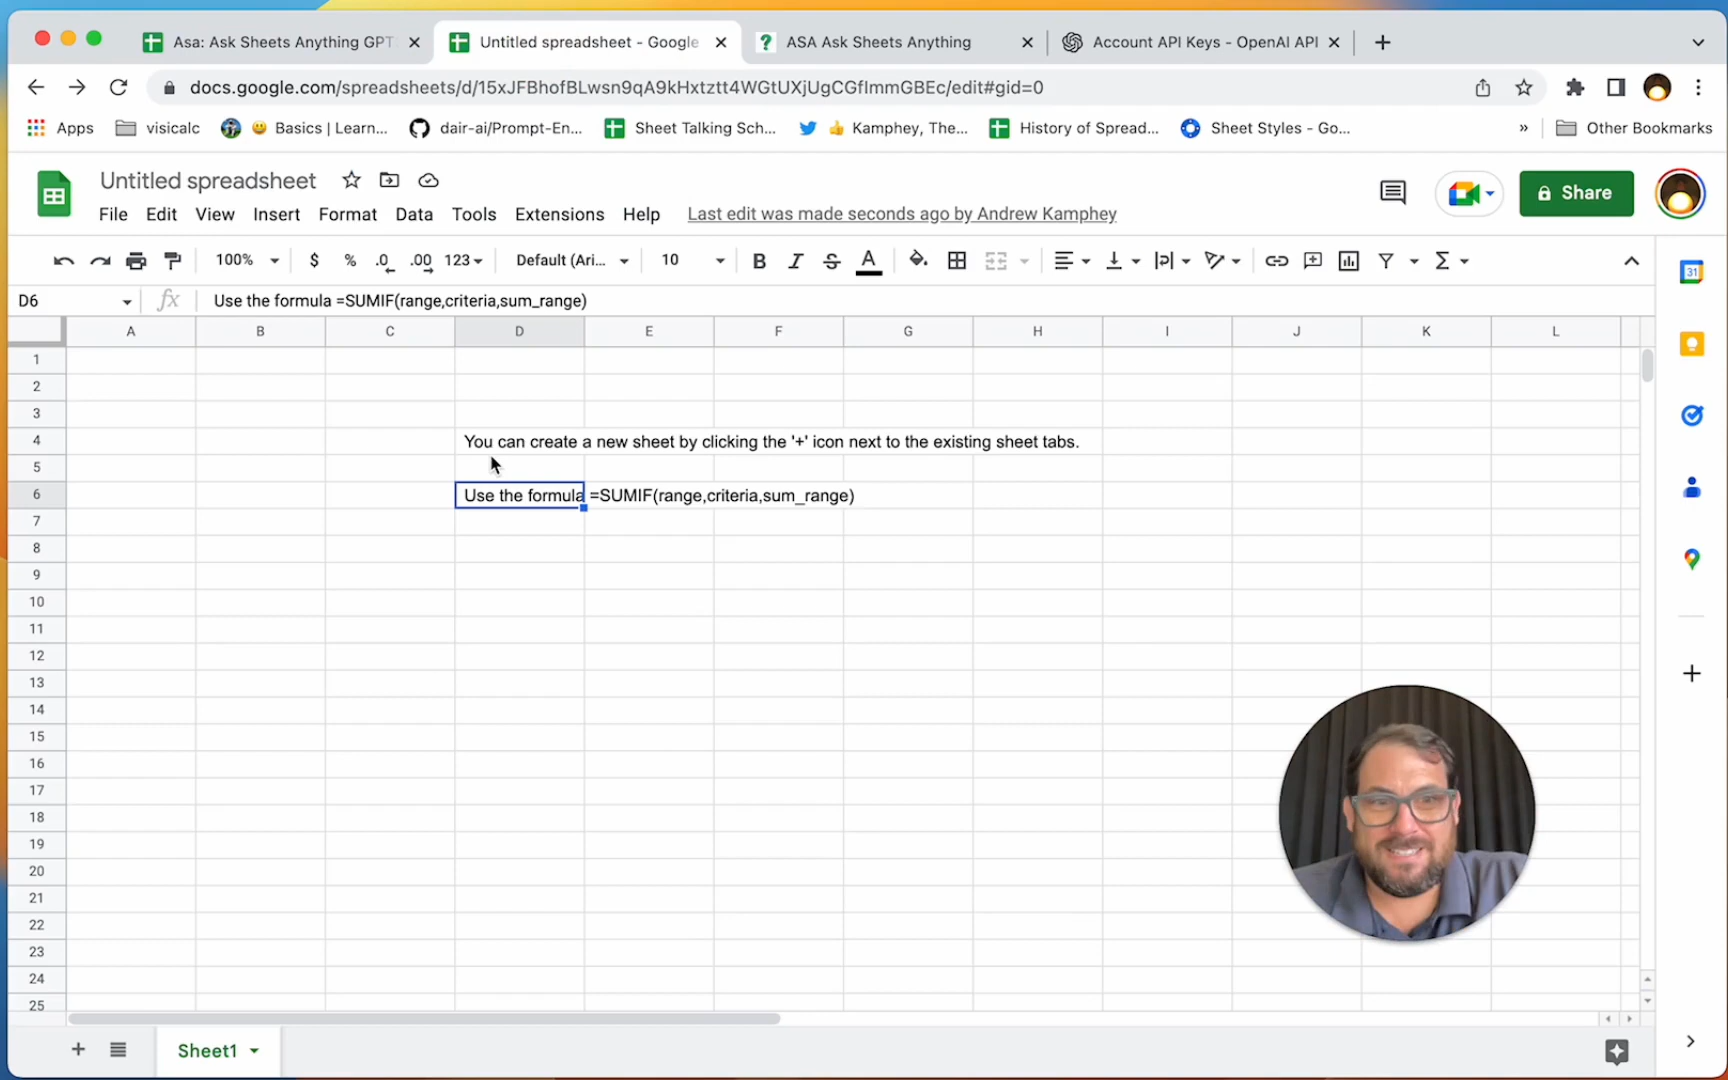 Asa: Ask Sheets Anything GPT:
Untitled spreadsheet - Google
ASA Ask Sheets Anything
Account API Keys - OpenAI API
docs.google.com/spreadsheets/d/15xJFBhofBLwsn9qA9kHxtztt4WGtUXjUgCGfImmGBEc/edit#gid=0
Apps
visicalc
😀 Basics | Learn...
dair-ai/Prompt-En...
Sheet Talking Sch...
👍 Kamphey, The...
History of Spread...
Sheet Styles - Go...
»
Other Bookmarks
Untitled spreadsheet
Share
File Edit View Insert Format Data Tools Extensions Help
Last edit was made seconds ago by Andrew Kamphey
100% $ % .0 .00 123 Default (Ari... 10 B I S A Σ
31
D6
fx
Use the formula =SUMIF(range,criteria,sum_range)
A B C D E F G H I J K L
1
2
3
4 You can create a new sheet by clicking the '+' icon next to the existing sheet tabs.
5
6 Use the formula =SUMIF(range,criteria,sum_range)
7
8
9
10
11
12
13
14
15
16
17
18
19
20
21
22
23
24
25
Sheet1